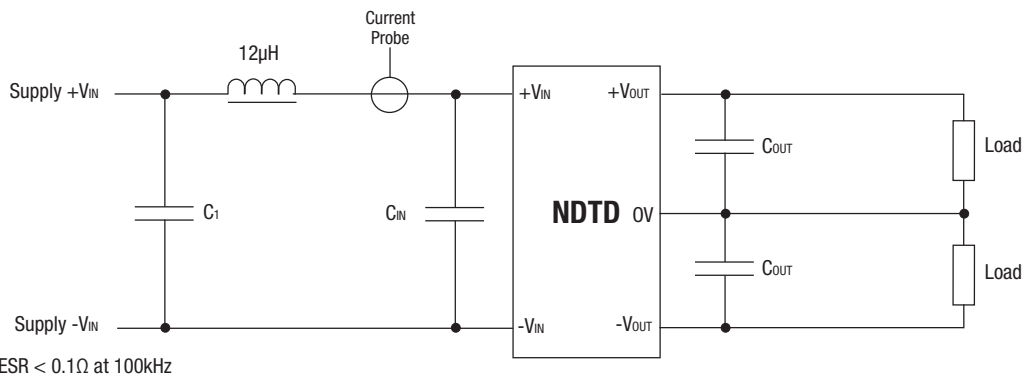 Current
Probe
12µH
Supply +VIN
+VIN
+VOUT
COUT
Load
C1
CIN
NDTD
0V
COUT
Load
Supply -VIN
-VIN
-VOUT
ESR < 0.1Ω at 100kHz